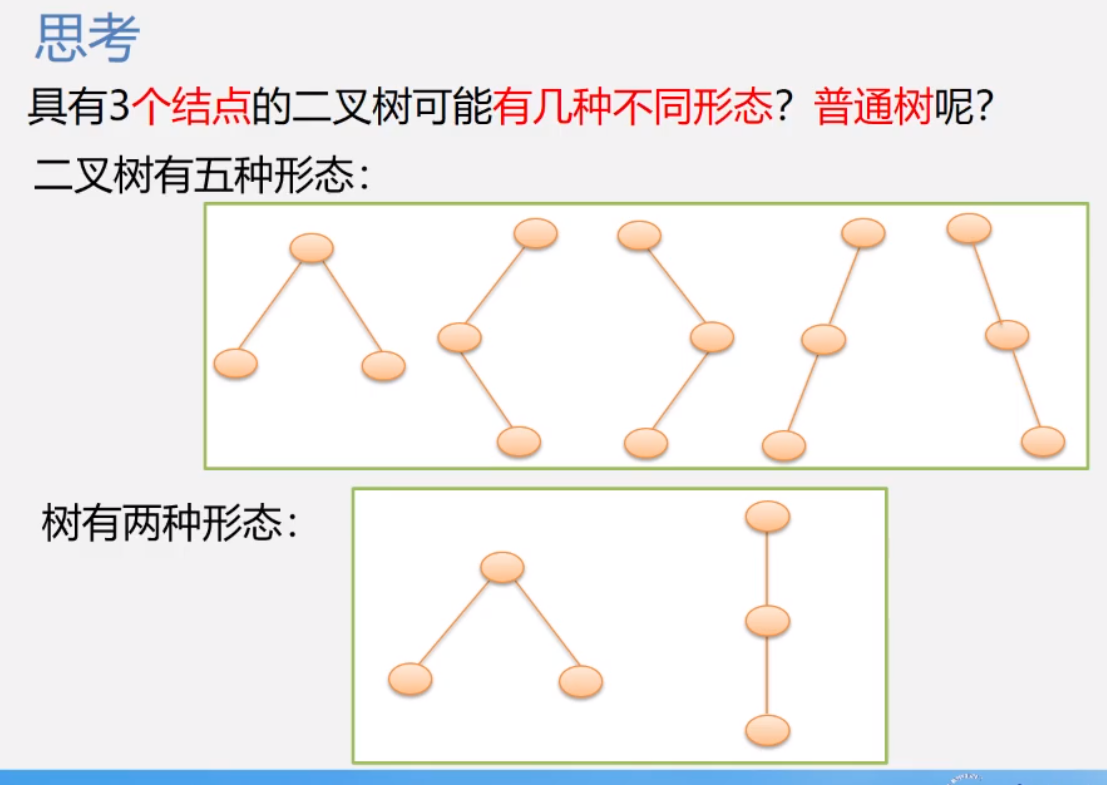 思考
具有3个结点的二叉树可能有几种不同形态？普通树呢？
二叉树有五种形态：
树有两种形态：